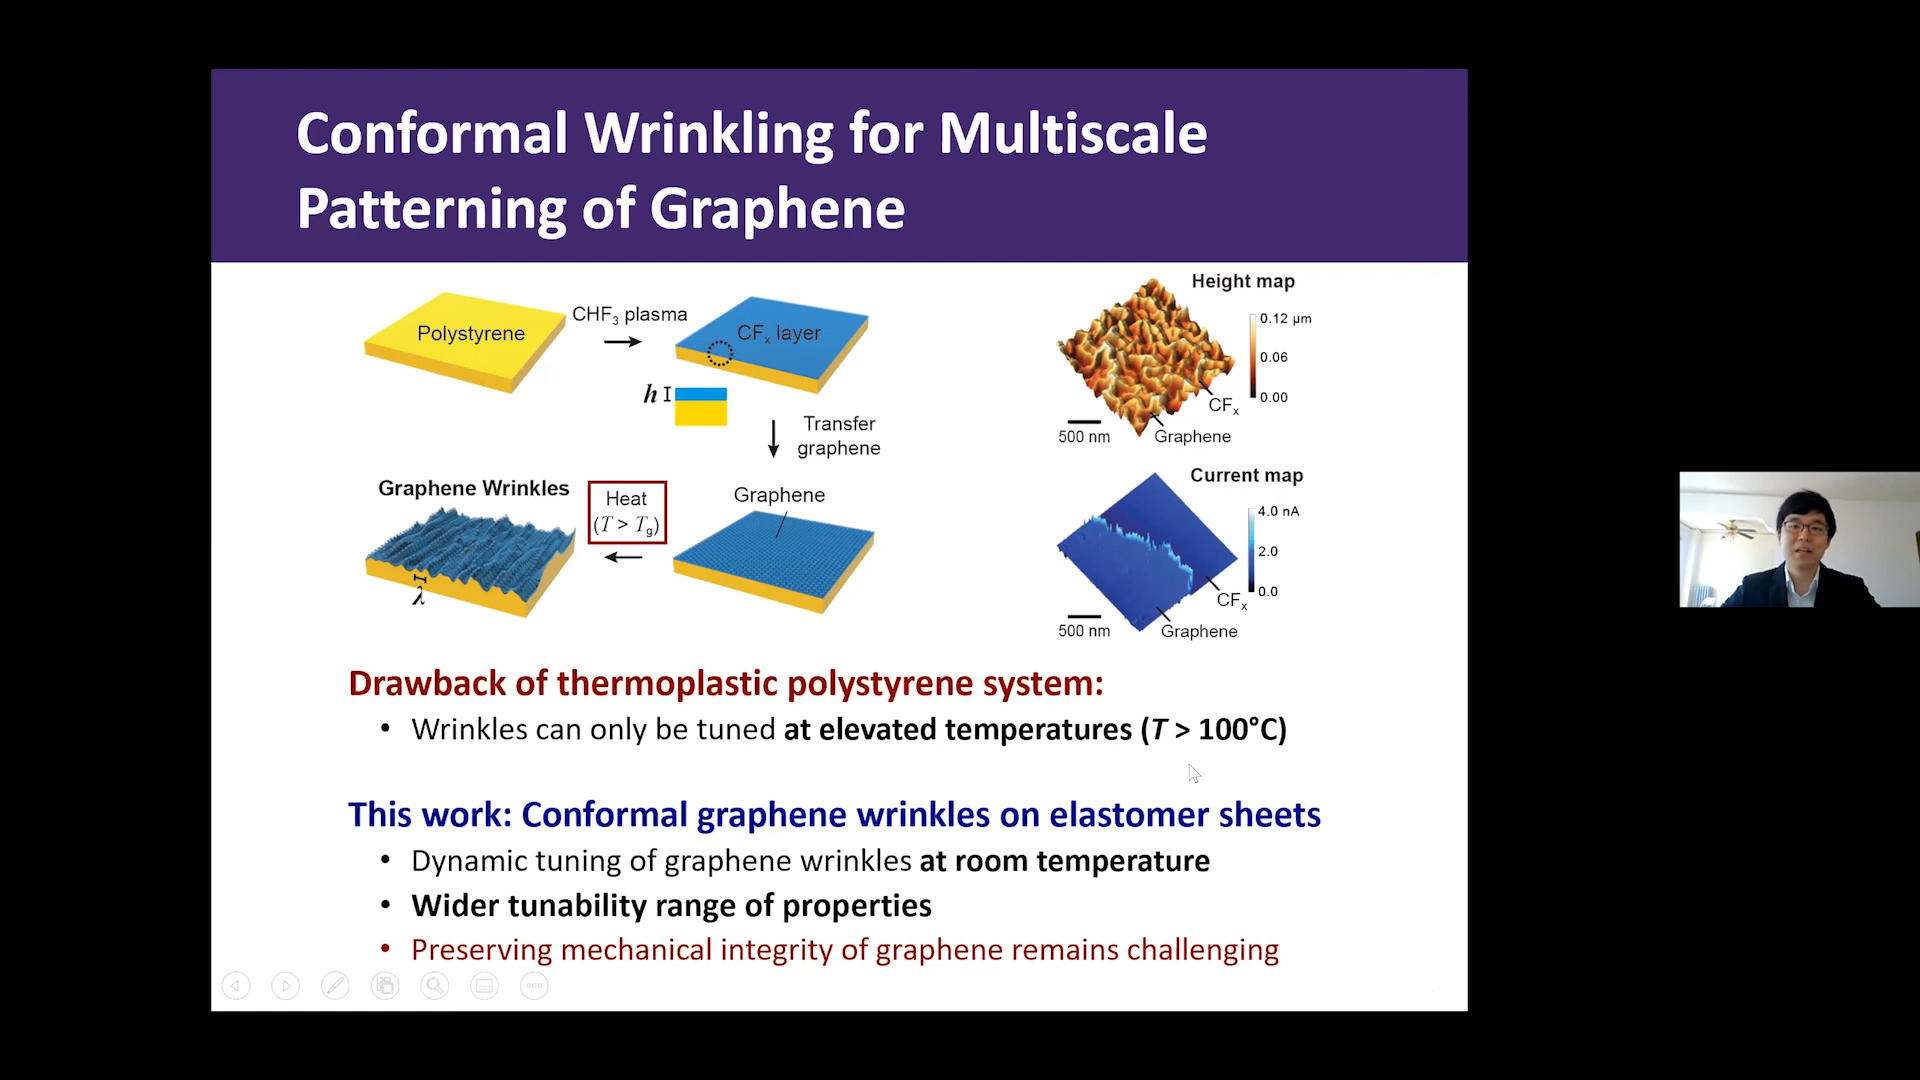 Conformal Wrinkling for Multiscale
Patterning of Graphene
Polystyrene
CHF3 plasma
CFx layer
h
Transfer
graphene
Graphene Wrinkles
Heat
(T > Tg)
Graphene
λ
Height map
0.12 µm
0.06
0.00
CFx
Graphene
500 nm
Current map
4.0 nA
2.0
0.0
CFx
Graphene
500 nm
Drawback of thermoplastic polystyrene system:
• Wrinkles can only be tuned at elevated temperatures (T > 100°C)
This work: Conformal graphene wrinkles on elastomer sheets
• Dynamic tuning of graphene wrinkles at room temperature
• Wider tunability range of properties
• Preserving mechanical integrity of graphene remains challenging